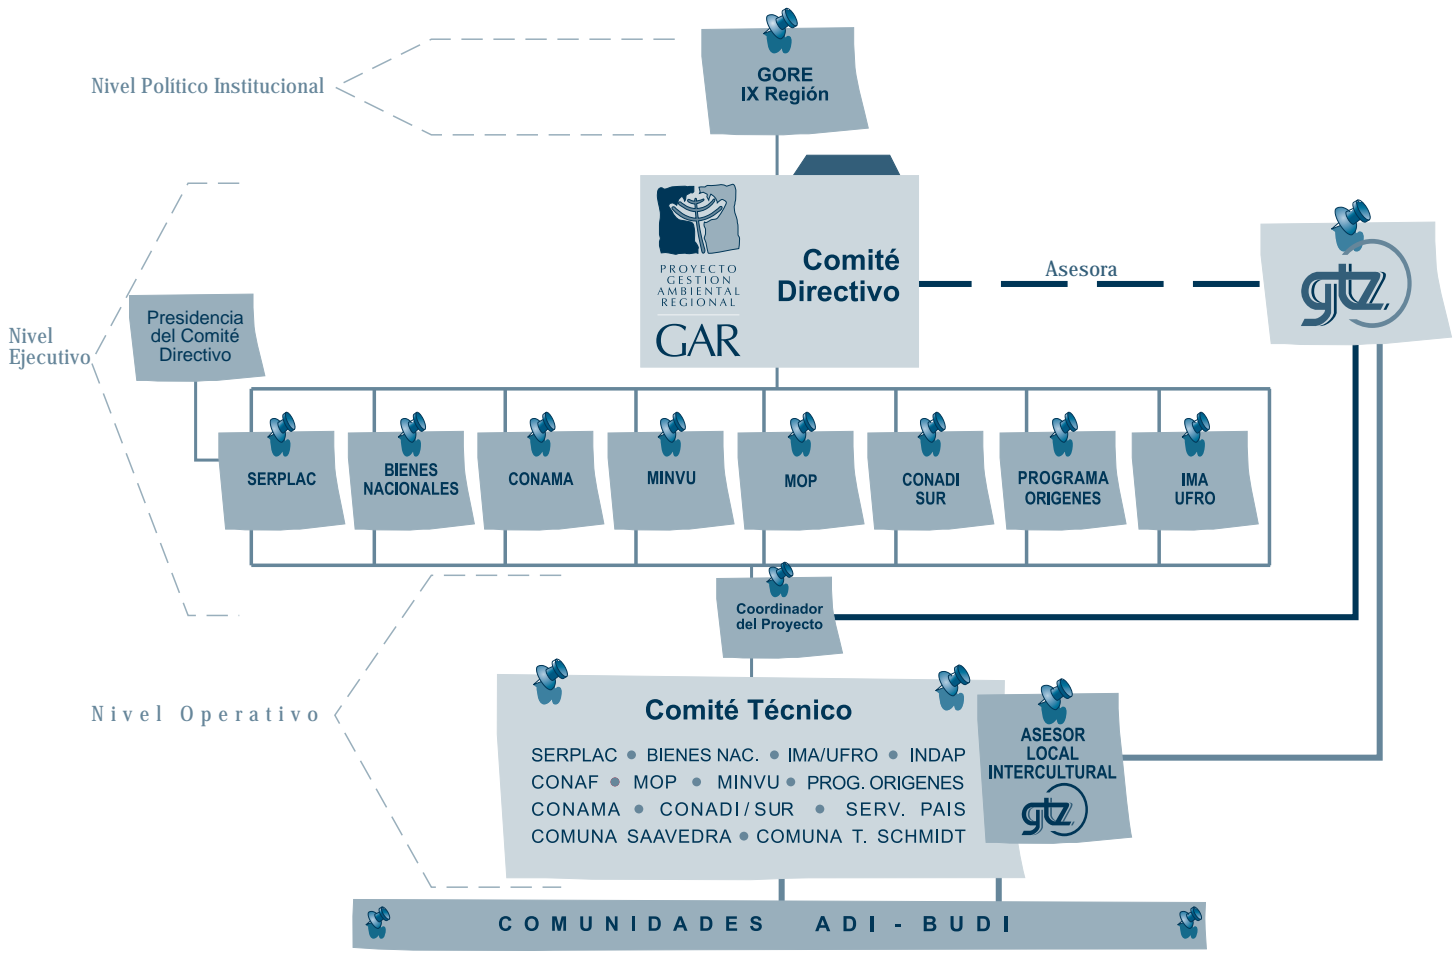 Nivel Político Institucional
GORE
IX Región
PROYECTO
GESTION
AMBIENTAL
REGIONAL
GAR
Comité
Directivo
Asesora
gtz
Nivel
Ejecutivo
Presidencia
del Comité
Directivo
SERPLAC
BIENES
NACIONALES
CONAMA
MINVU
MOP
CONADI
SUR
PROGRAMA
ORIGENES
IMA
UFRO
Coordinador
del Proyecto
Nivel Operativo
Comité Técnico
SERPLAC • BIENES NAC. • IMA/UFRO • INDAP
CONAF • MOP • MINVU • PROG. ORIGENES
CONAMA • CONADI/SUR • SERV. PAIS
COMUNA SAAVEDRA • COMUNA T. SCHMIDT
ASESOR
LOCAL
INTERCULTURAL
gtz
COMUNIDADES ADI - BUDI